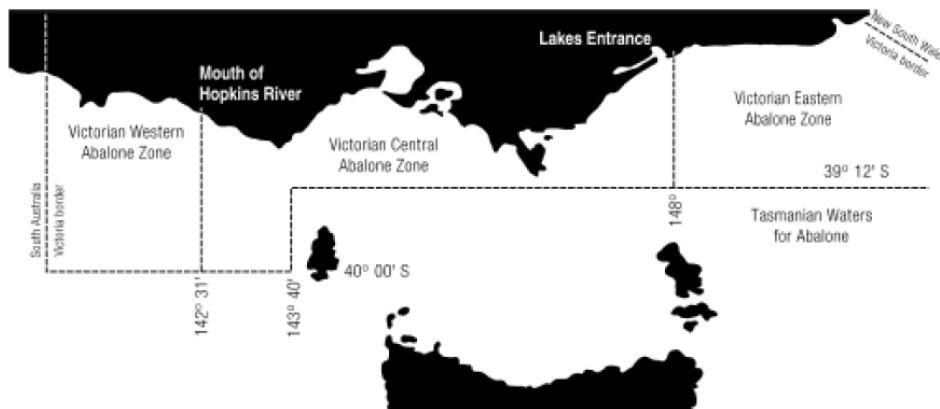 New South Wales
Victoria border
Lakes Entrance
Mouth of
Hopkins River
Victorian Eastern
Abalone Zone
Victorian Western
Abalone Zone
Victorian Central
Abalone Zone
39° 12' S
South Australia
Victoria border
148°
Tasmanian Waters
for Abalone
40° 00' S
142° 31'
143° 40'